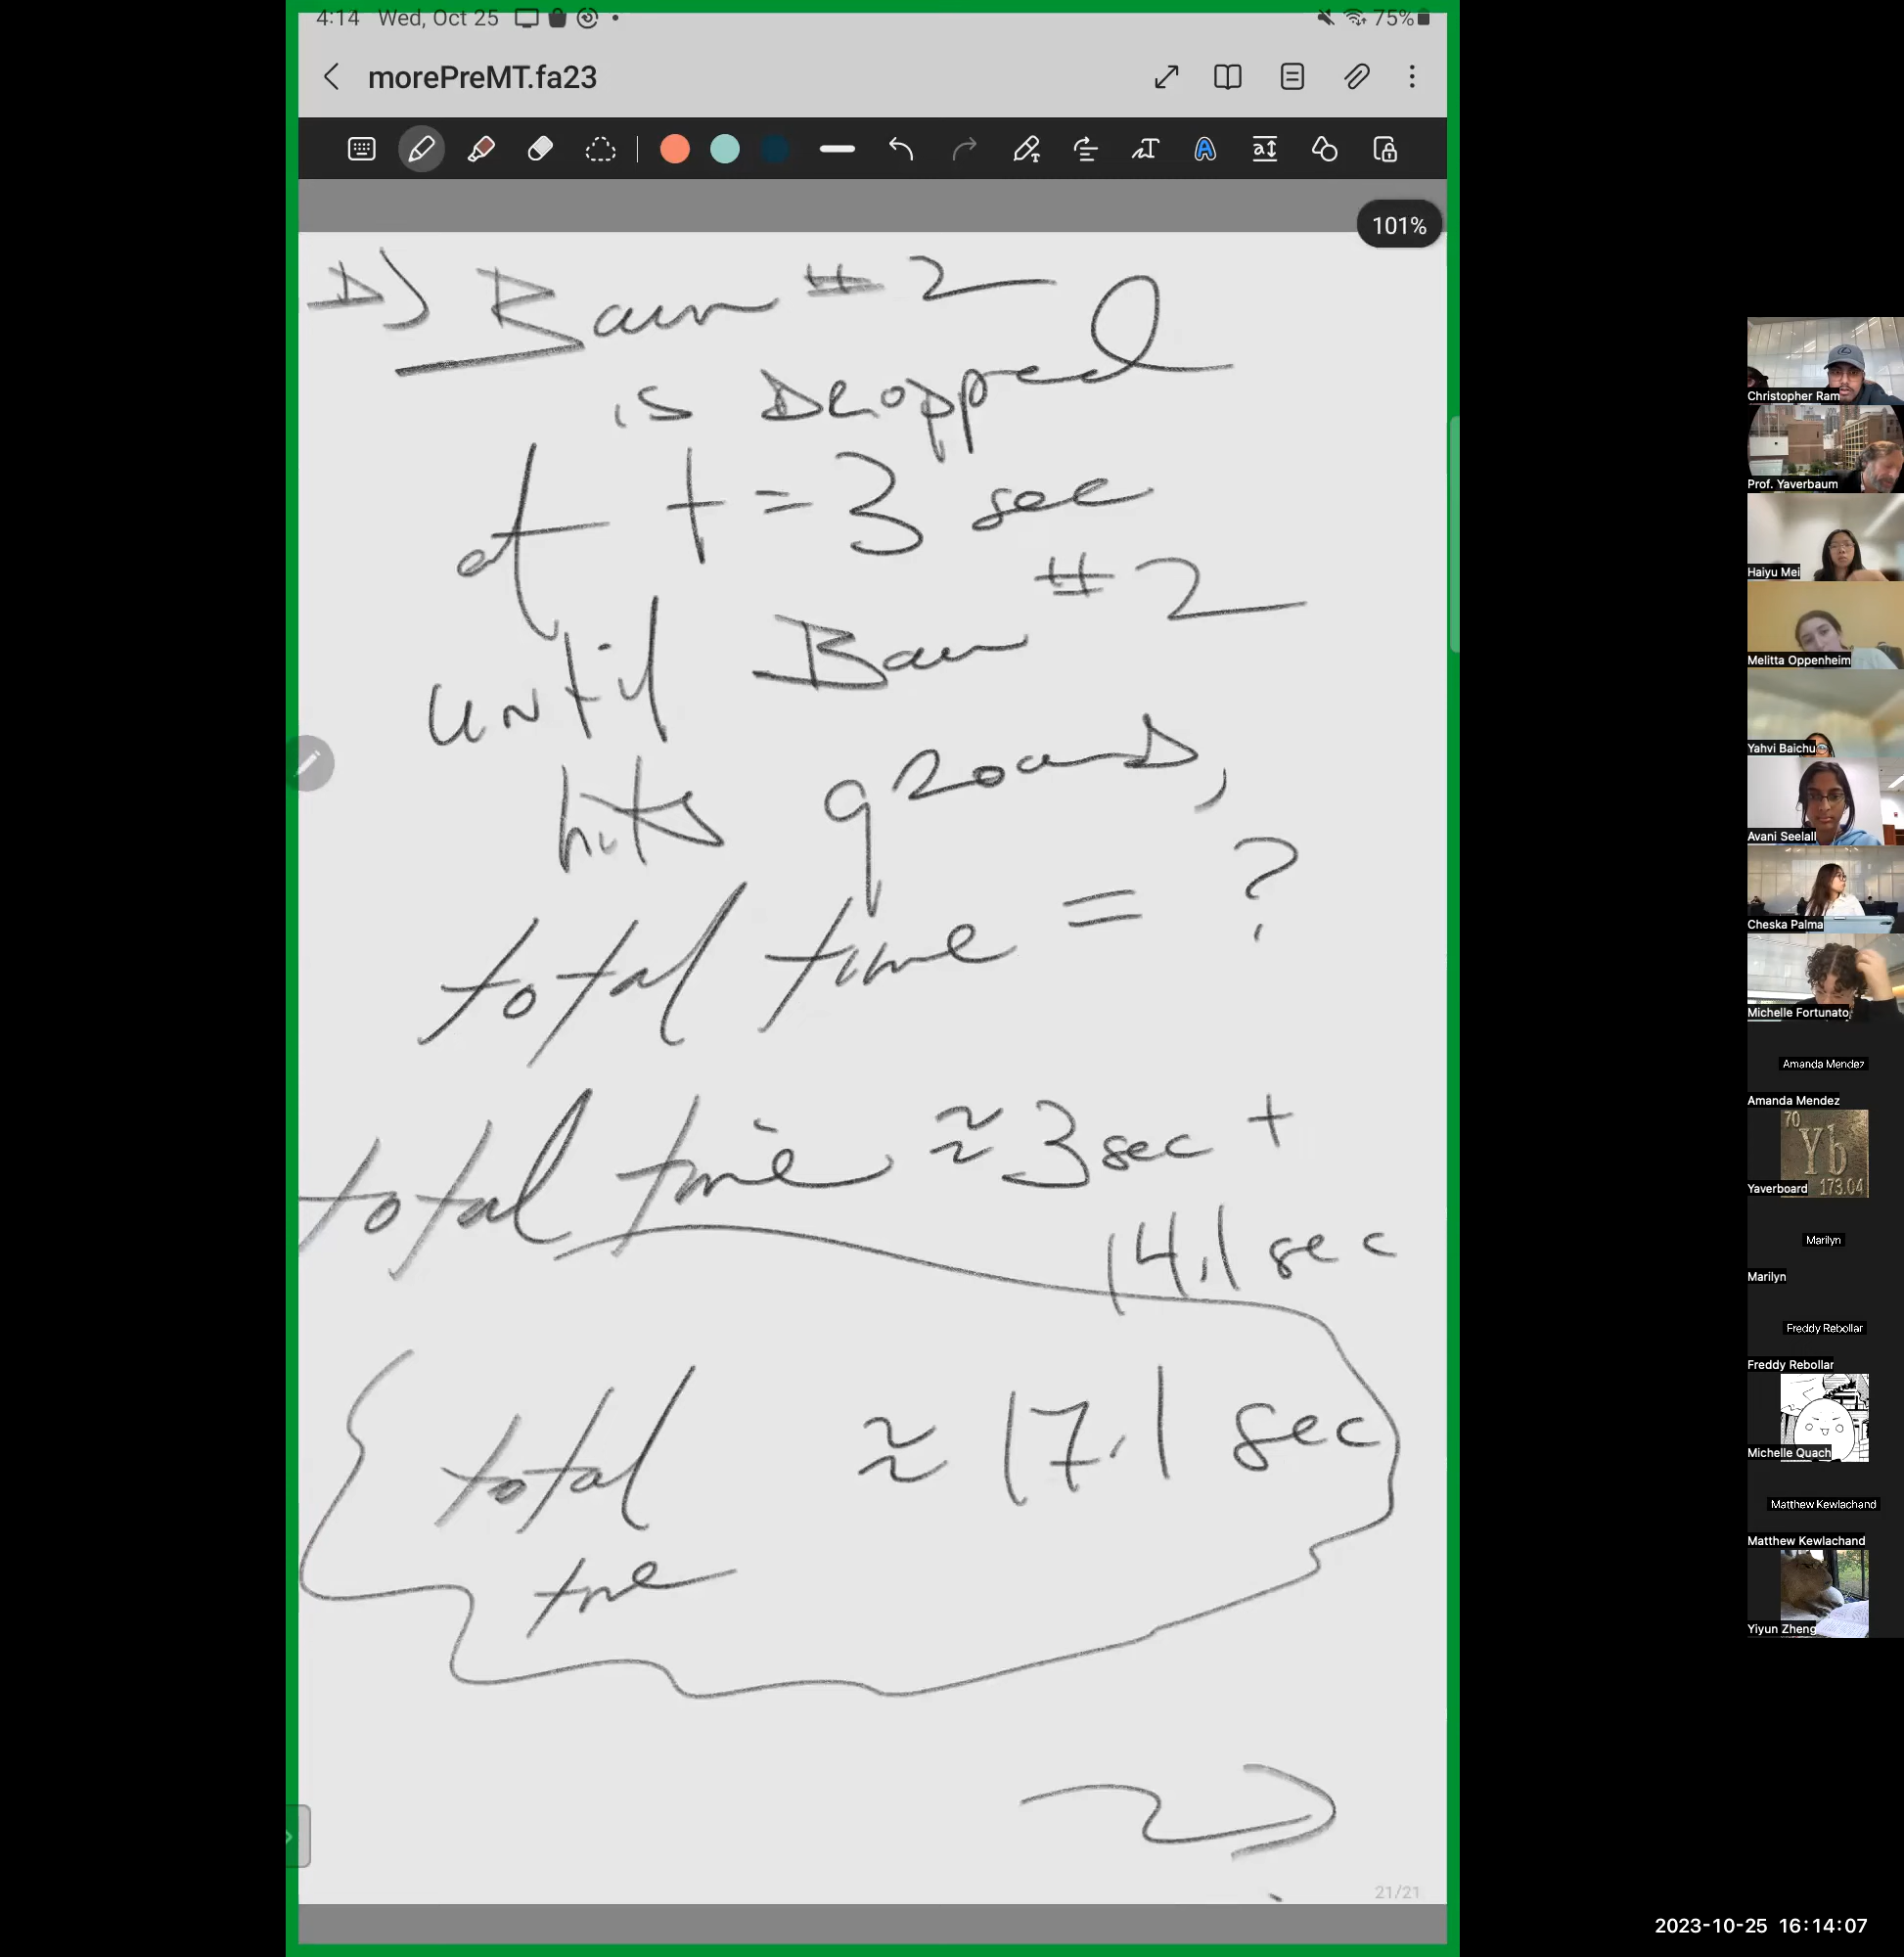 4:14 Wed, Oct 25
75%
morePreMT.fa23
101%
D) Ball #2
is Dropped
at t = 3 sec
until Ball #2
hits ground,
total time = ?
total time ≈ 3 sec +
14.1 sec
total ≈ 17.1 sec
time
21/21
Christopher Ram
Prof. Yaverbaum
Haiyu Mei
Melitta Oppenheim
Yahvi Baichu
Avani Seelall
Cheska Palma
Michelle Fortunato
Amanda Mendez
Amanda Mendez
70
Yb
173.04
Yaverboard
Marilyn
Marilyn
Freddy Rebollar
Freddy Rebollar
Michelle Quach
Matthew Kewlachand
Matthew Kewlachand
Yiyun Zheng
2023-10-25 16:14:07